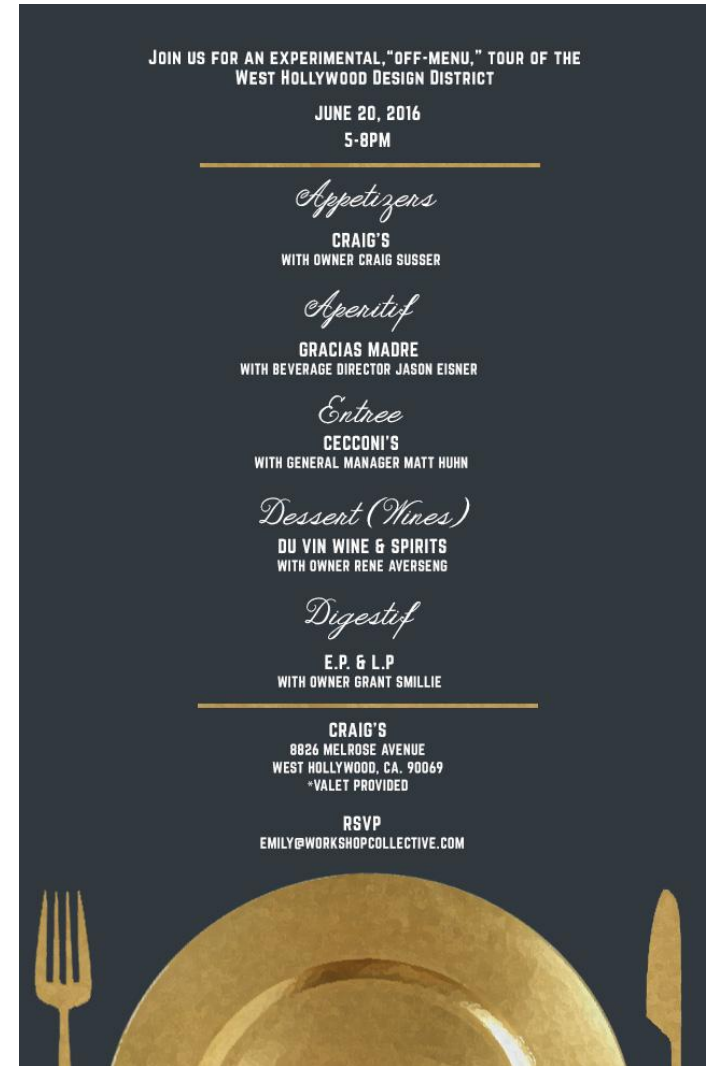 JOIN US FOR AN EXPERIMENTAL,“OFF-MENU,” TOUR OF THE
WEST HOLLYWOOD DESIGN DISTRICT
JUNE 20, 2016
5-8PM
Appetizers
CRAIG'S
WITH OWNER CRAIG SUSSER
Aperitif
GRACIAS MADRE
WITH BEVERAGE DIRECTOR JASON EISNER
Entree
CECCONI'S
WITH GENERAL MANAGER MATT HUHN
Dessert (Wines)
DU VIN WINE & SPIRITS
WITH OWNER RENE AVERSENG
Digestif
E.P. & L.P
WITH OWNER GRANT SMILLIE
CRAIG'S
8826 MELROSE AVENUE
WEST HOLLYWOOD, CA. 90069
*VALET PROVIDED
RSVP
EMILY@WORKSHOPCOLLECTIVE.COM